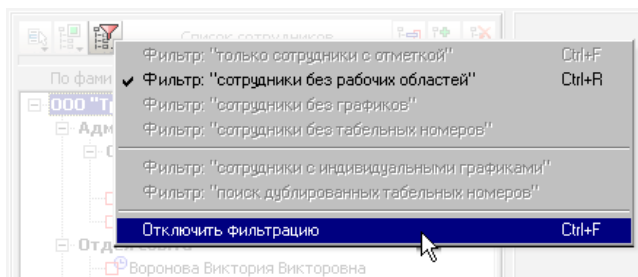 Список сотрудников
Фильтр: "только сотрудники с отметкой" Ctrl+F
По фами
Фильтр: "сотрудники без рабочих областей" Ctrl+R
ООО "Тр
Фильтр: "сотрудники без графиков"
Адм
Фильтр: "сотрудники без табельных номеров"
С
Фильтр: "сотрудники с индивидуальными графиками"
Фильтр: "поиск дублированных табельных номеров"
Отключить фильтрацию Ctrl+F
Отдел
Воронова Виктория Викторовна